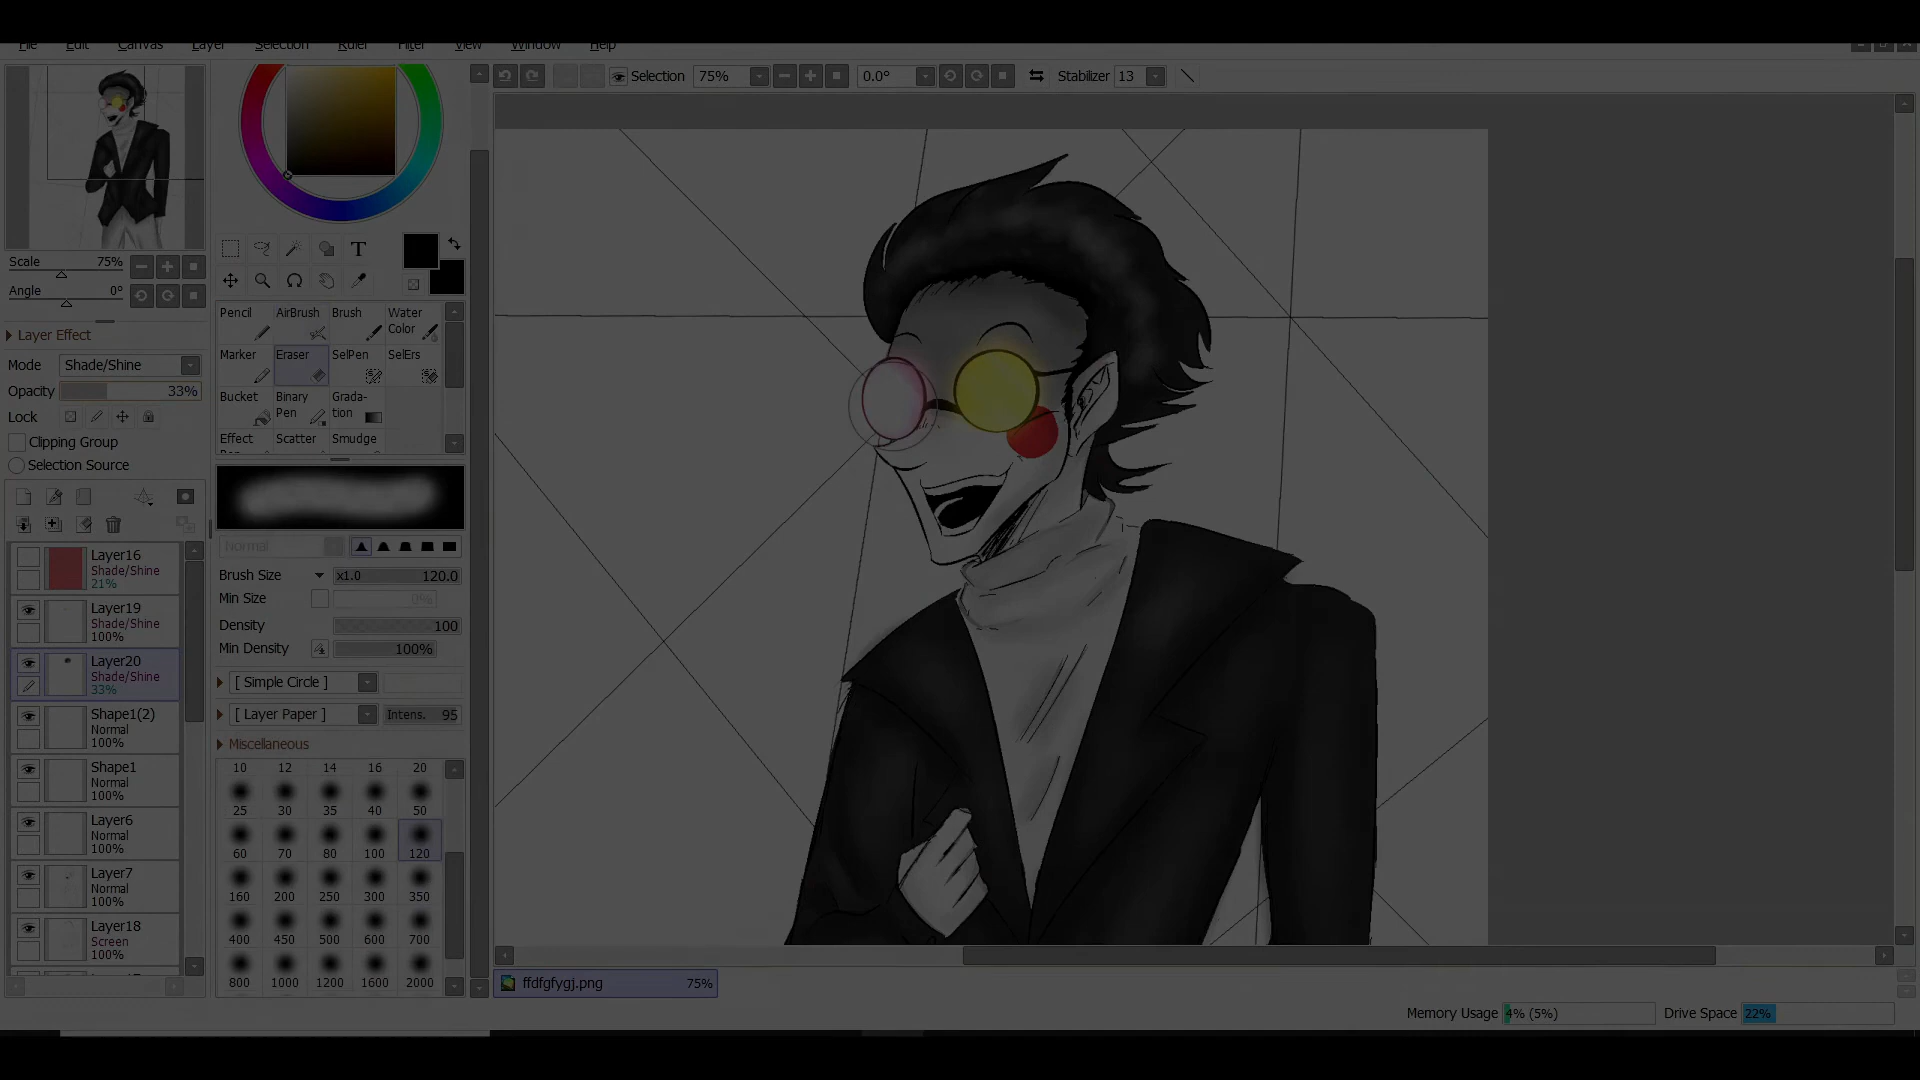 File Edit Canvas Layer Selection Ruler Filter View Window Help
Selection 75% 0.0° Stabilizer 13
Scale 75%
Angle 0°
Layer Effect
Mode Shade/Shine
Opacity 33%
Lock
Clipping Group
Selection Source
Layer16
Shade/Shine
21%
Layer19
Shade/Shine
100%
Layer20
Shade/Shine
33%
Shape1(2)
Normal
100%
Shape1
Normal
100%
Layer6
Normal
100%
Layer7
Normal
100%
Layer18
Screen
100%
T
Pencil AirBrush Brush Water Color
Marker Eraser SelPen SelErs
Bucket Binary Pen Grada-tion
Effect Scatter Smudge
Normal
Brush Size x1.0 120.0
Min Size 0%
Density 100
Min Density 100%
[ Simple Circle ]
[ Layer Paper ] Intens. 95
Miscellaneous
10 12 14 16 20
25 30 35 40 50
60 70 80 100 120
160 200 250 300 350
400 450 500 600 700
800 1000 1200 1600 2000
ffdfgfygj.png 75%
Memory Usage 4% (5%) Drive Space 22%